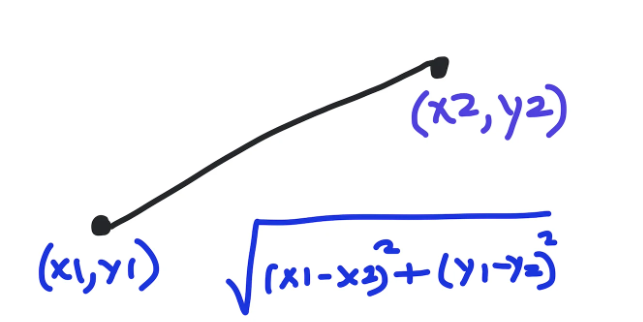 (x2, y2)
(x1, y1)
√(x1-x2)²+(y1-y2)²